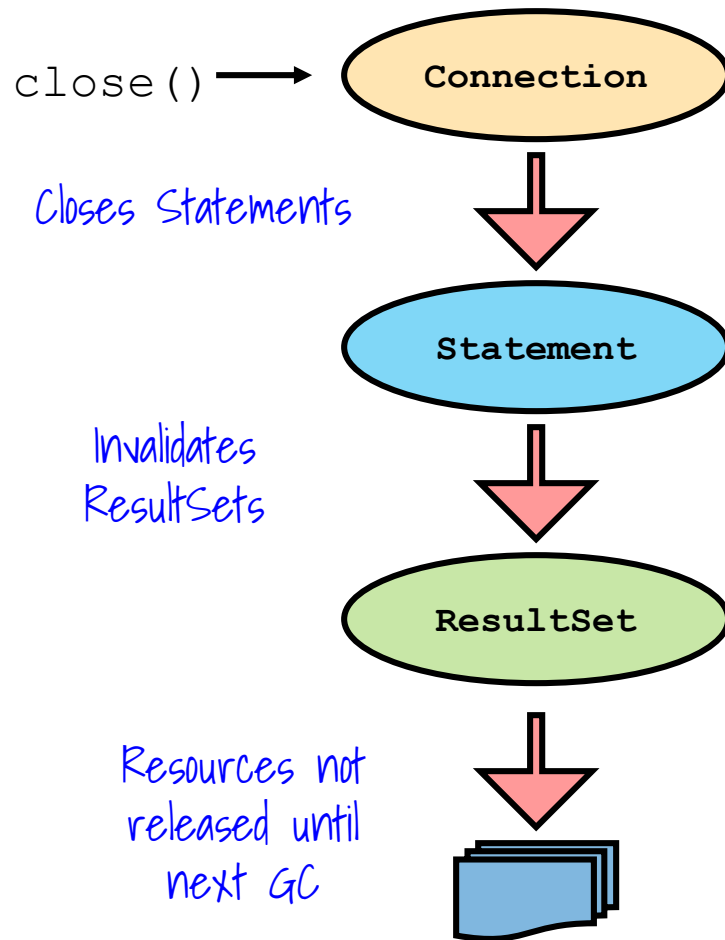 close()
Connection
Closes Statements
Statement
Invalidates
ResultSets
ResultSet
Resources not
released until
next GC